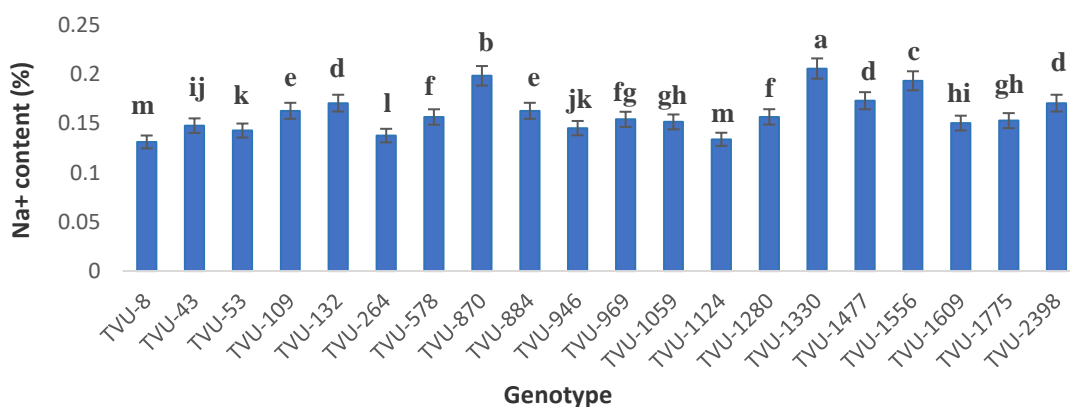 0.25
0.2
0.15
0.1
0.05
0
Na+ content (%)
m ij k e d l f b e jk fg gh m f a d c hi gh d
TVU-8 TVU-43 TVU-53 TVU-109 TVU-132 TVU-264 TVU-578 TVU-870 TVU-884 TVU-946 TVU-969 TVU-1059 TVU-1124 TVU-1280 TVU-1330 TVU-1477 TVU-1556 TVU-1609 TVU-1775 TVU-2398
Genotype